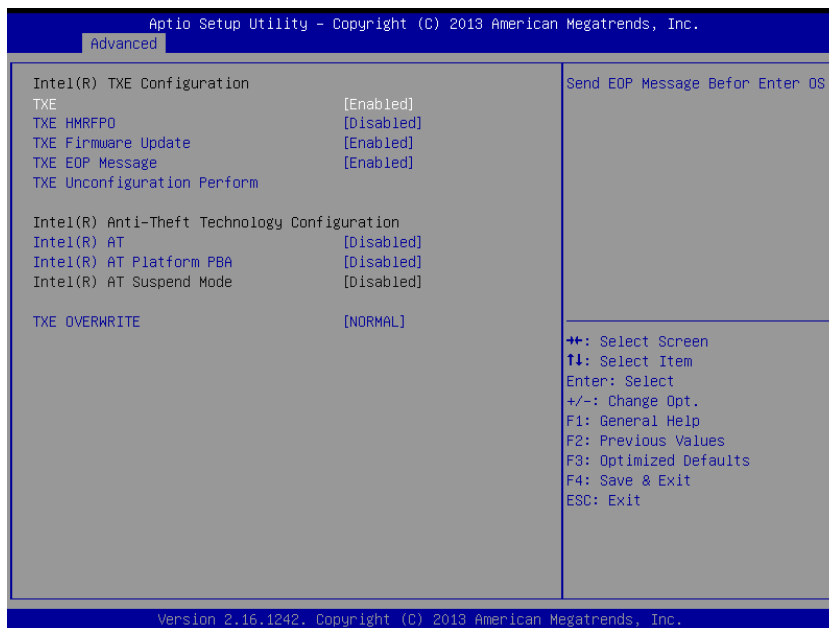 Aptio Setup Utility – Copyright (C) 2013 American Megatrends, Inc.
Advanced
Intel(R) TXE Configuration
TXE [Enabled]
TXE HMRFPO [Disabled]
TXE Firmware Update [Enabled]
TXE EOP Message [Enabled]
TXE Unconfiguration Perform
Intel(R) Anti-Theft Technology Configuration
Intel(R) AT [Disabled]
Intel(R) AT Platform PBA [Disabled]
Intel(R) AT Suspend Mode [Disabled]
TXE OVERWRITE [NORMAL]
Send EOP Message Befor Enter OS
→←: Select Screen
↑↓: Select Item
Enter: Select
+/-: Change Opt.
F1: General Help
F2: Previous Values
F3: Optimized Defaults
F4: Save & Exit
ESC: Exit
Version 2.16.1242. Copyright (C) 2013 American Megatrends, Inc.